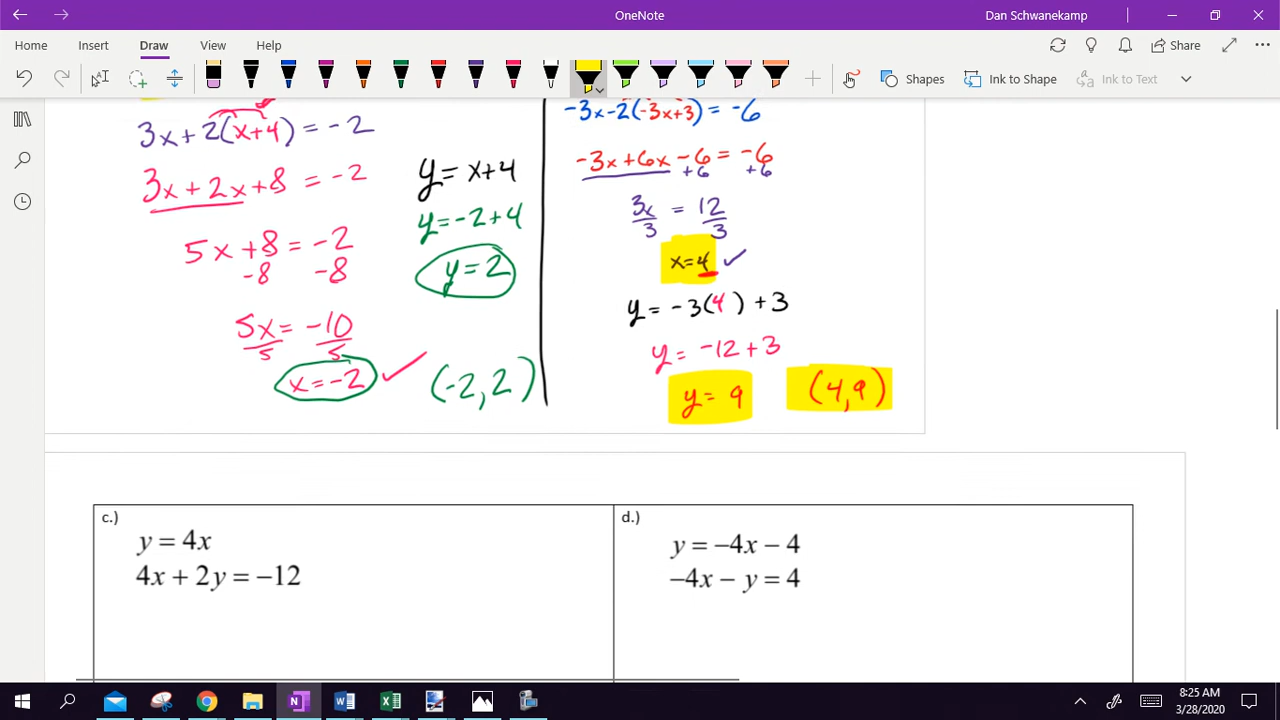 OneNote
Dan Schwanekamp
Home Insert Draw View Help
Share
Shapes
Ink to Shape
Ink to Text
3x + 2(x+4) = -2
3x + 2x + 8 = -2
5x + 8 = -2
-8 -8
5x = -10
5 5
x = -2
y = x+4
y = -2 + 4
y = 2
(-2, 2)
-3x - 2(-3x+3) = -6
-3x + 6x - 6 = -6
+6 +6
3x = 12
3 3
x = 4
y = -3(4) + 3
y = -12 + 3
y = 9
(4, 9)
c.)
y = 4x
4x + 2y = −12
d.)
y = −4x − 4
−4x − y = 4
8:25 AM
3/28/2020